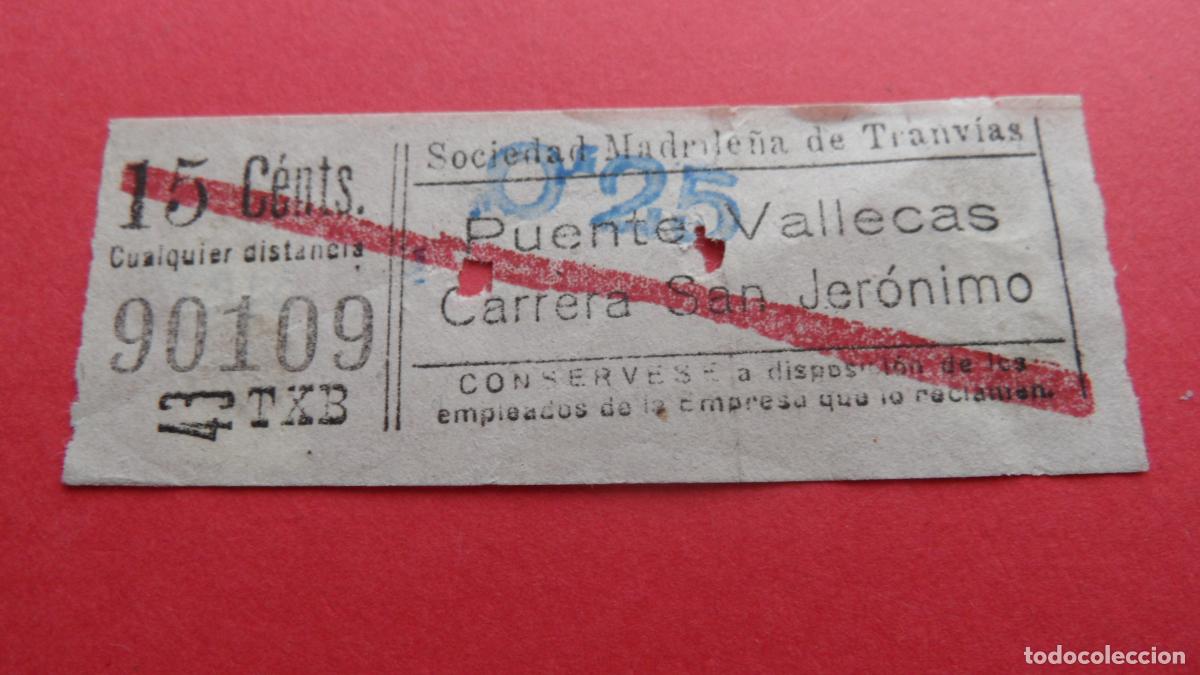 15 Cénts.
Cualquier distancia
90109
43 TXB
Sociedad Madrileña de Tranvías
0'25
Puente Vallecas
Carrera San Jerónimo
CONSERVESE a disposición de los
empleados de la Empresa que lo reclamen.
todocoleccion